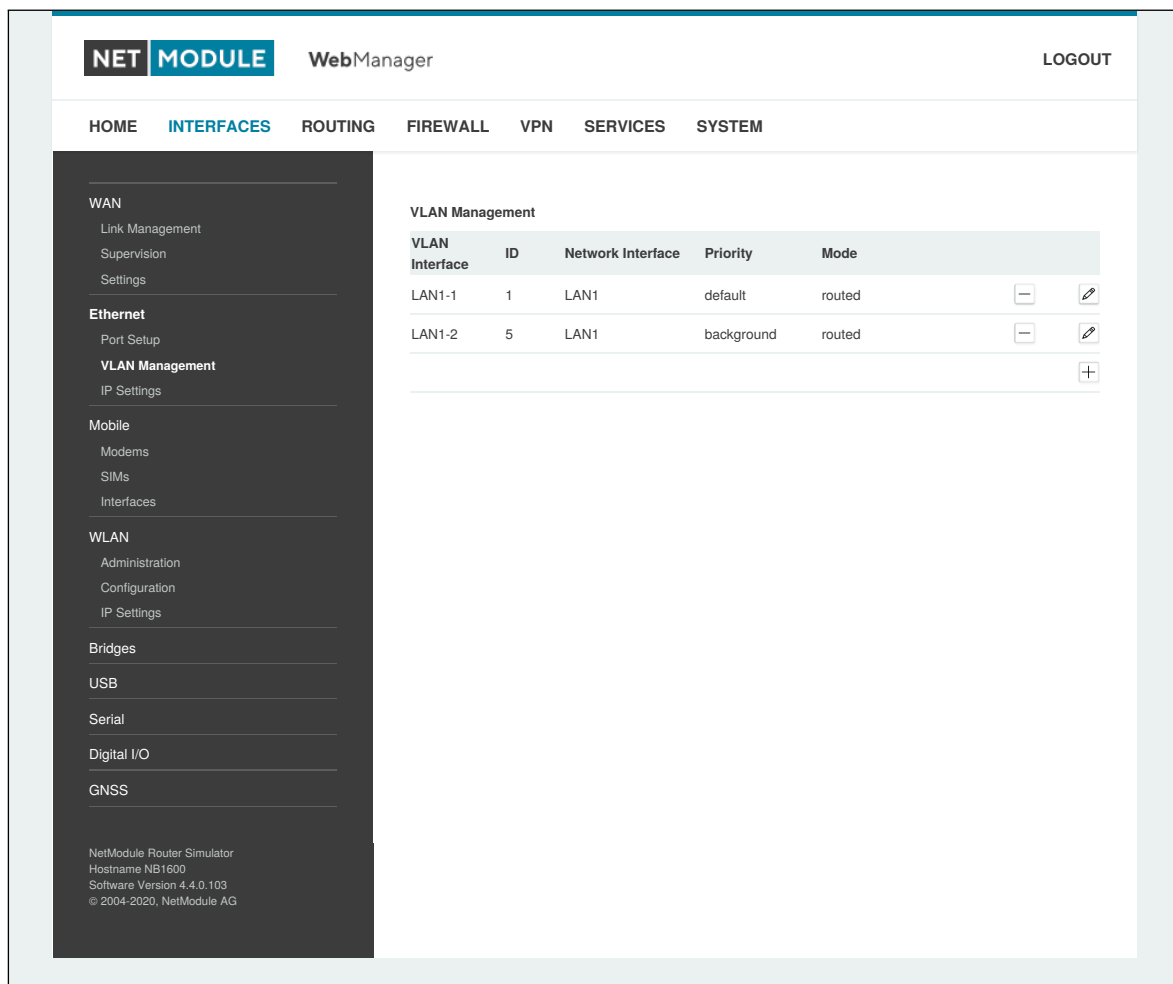 NET MODULE WebManager LOGOUT
HOME INTERFACES ROUTING FIREWALL VPN SERVICES SYSTEM
WAN
Link Management
Supervision
Settings
Ethernet
Port Setup
VLAN Management
IP Settings
Mobile
Modems
SIMs
Interfaces
WLAN
Administration
Configuration
IP Settings
Bridges
USB
Serial
Digital I/O
GNSS
NetModule Router Simulator
Hostname NB1600
Software Version 4.4.0.103
© 2004-2020, NetModule AG
VLAN Management
VLAN Interface ID Network Interface Priority Mode
LAN1-1 1 LAN1 default routed
LAN1-2 5 LAN1 background routed